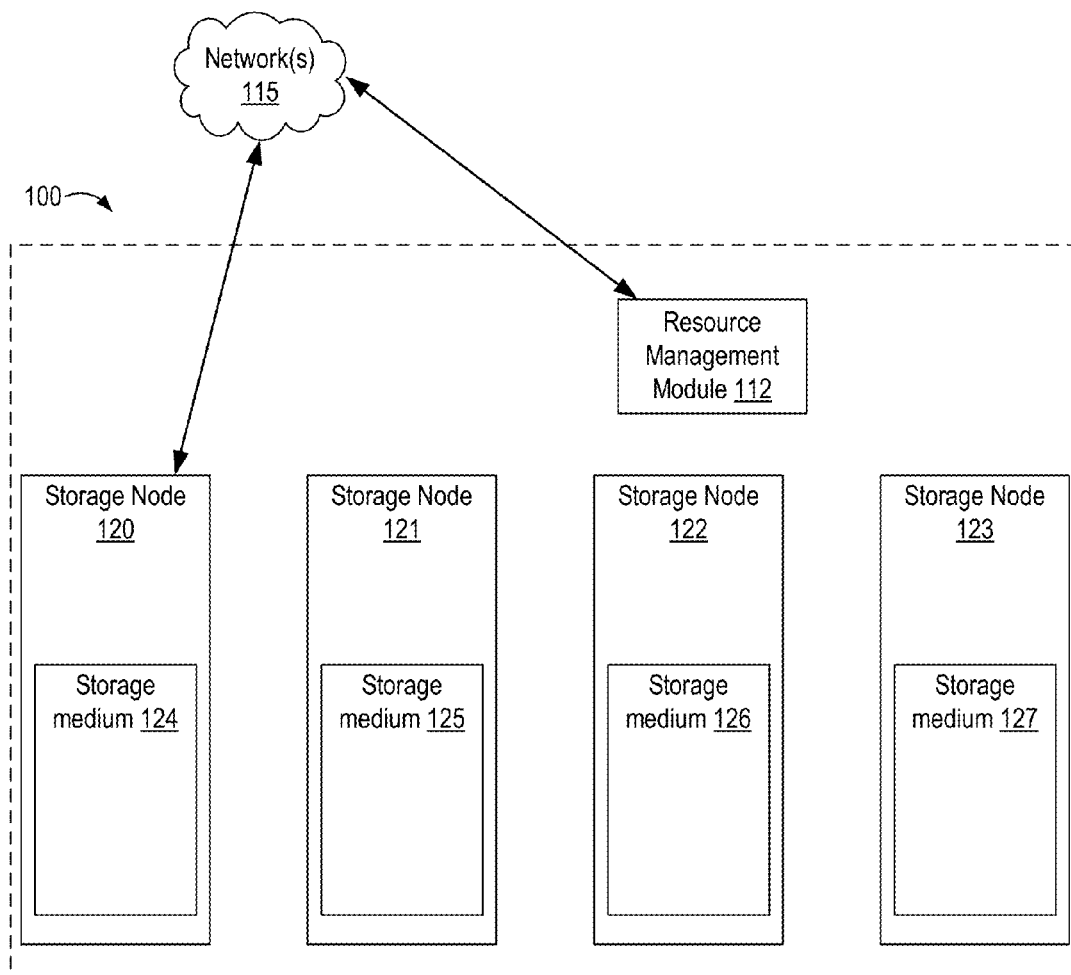 Network(s)
115
100
Resource
Management
Module 112
Storage Node
120
Storage Node
121
Storage Node
122
Storage Node
123
Storage
medium 124
Storage
medium 125
Storage
medium 126
Storage
medium 127